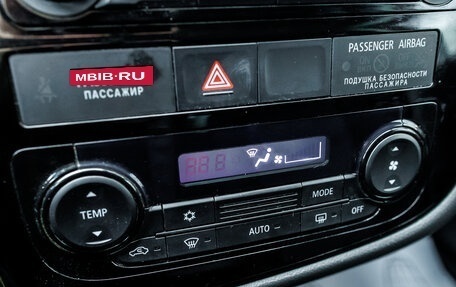 MBIB·RU
ПАССАЖИР
PASSENGER AIRBAG
ПОДУШКА БЕЗОПАСНОСТИ
ПАССАЖИРА
TEMP
MODE
AUTO
OFF